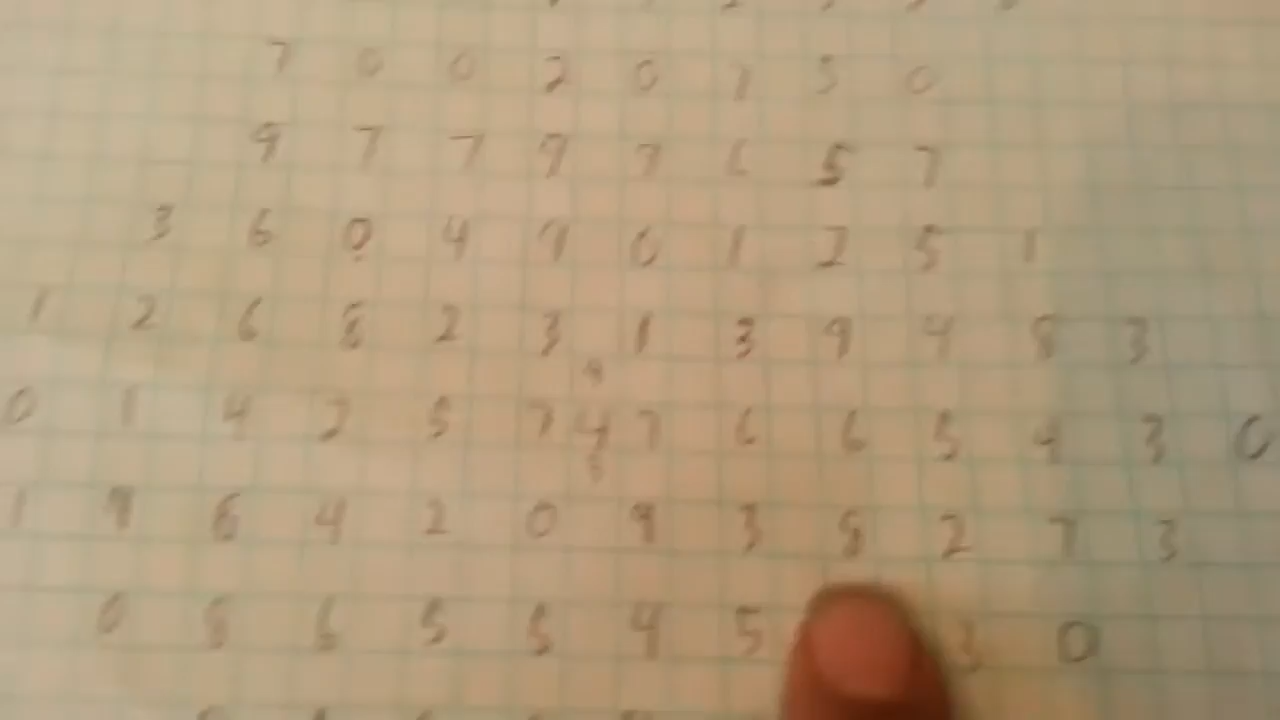 7 0 0 2 0 1 5 0
9 7 7 9 7 6 5 7
3 6 0 4 9 0 1 2 5 1
1 2 6 8 2 3 1 3 9 4 8 3
0 1 4 2 5 7 4 7 6 6 5 4 3 0
1 9 6 4 2 0 9 3 8 2 7 3
0 8 6 5 5 4 5 3 0